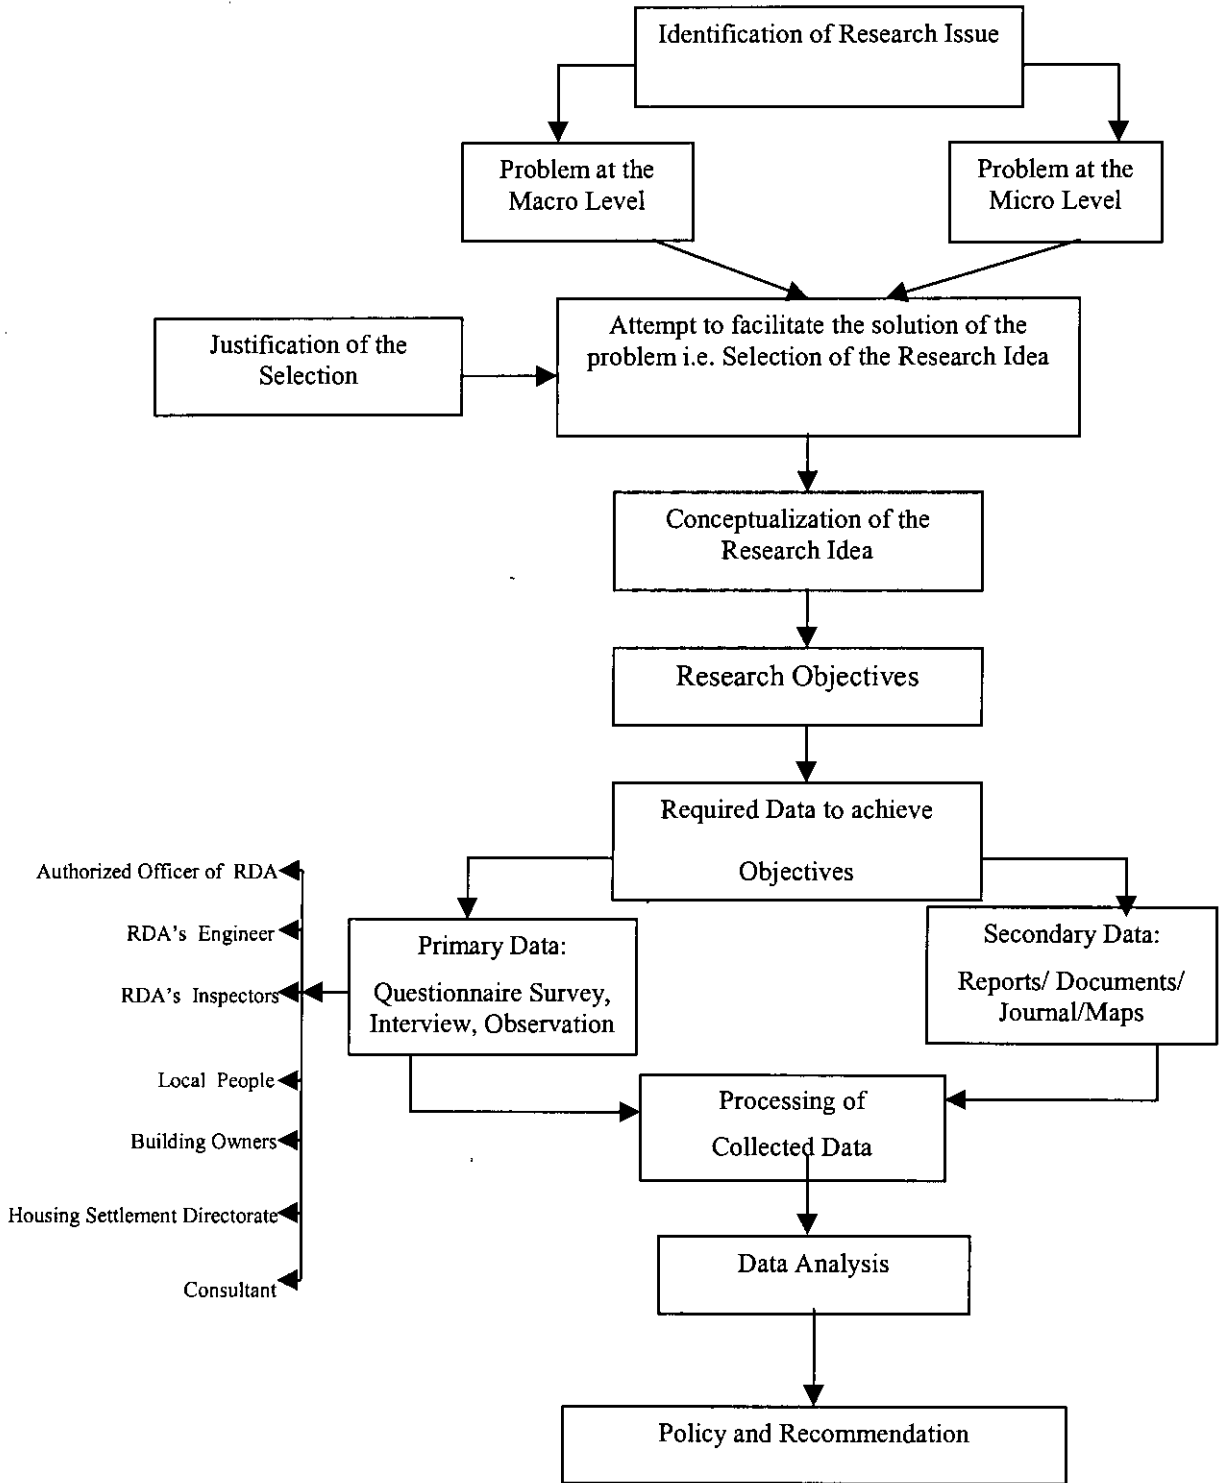 Identification of Research Issue
Problem at the
Macro Level
Problem at the
Micro Level
Justification of the
Selection
Attempt to facilitate the solution of the
problem i.e. Selection of the Research Idea
Conceptualization of the
Research Idea
Research Objectives
Required Data to achieve
Objectives
Authorized Officer of RDA
RDA's Engineer
RDA's Inspectors
Local People
Building Owners
Housing Settlement Directorate
Consultant
Primary Data:
Questionnaire Survey,
Interview, Observation
Secondary Data:
Reports/ Documents/
Journal/Maps
Processing of
Collected Data
Data Analysis
Policy and Recommendation